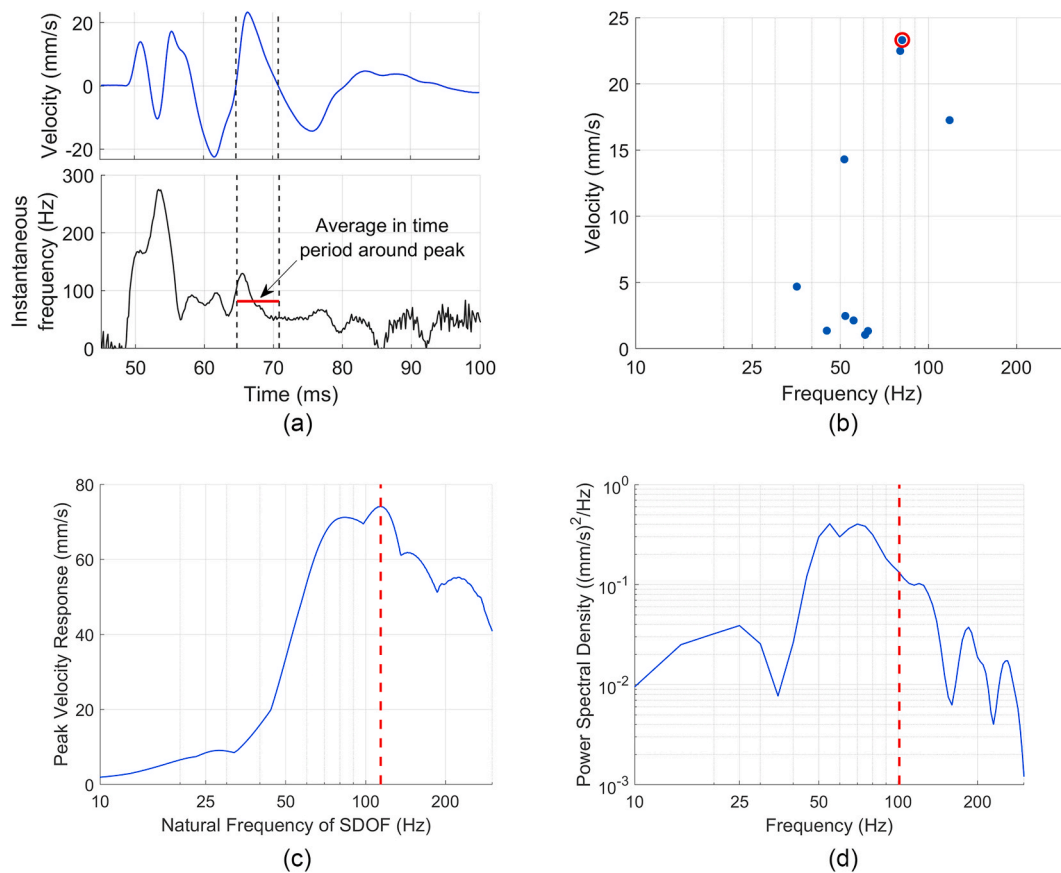 Velocity (mm/s)
20
0
-20
Instantaneous
frequency (Hz)
300
200
100
0
Average in time
period around peak
50
60
70
80
90
100
Time (ms)
(a)
Velocity (mm/s)
25
20
15
10
5
0
10
25
50
100
200
Frequency (Hz)
(b)
Peak Velocity Response (mm/s)
80
60
40
20
0
10
25
50
100
200
Natural Frequency of SDOF (Hz)
(c)
Power Spectral Density ((mm/s)²/Hz)
10⁰
10⁻¹
10⁻²
10⁻³
10
25
50
100
200
Frequency (Hz)
(d)